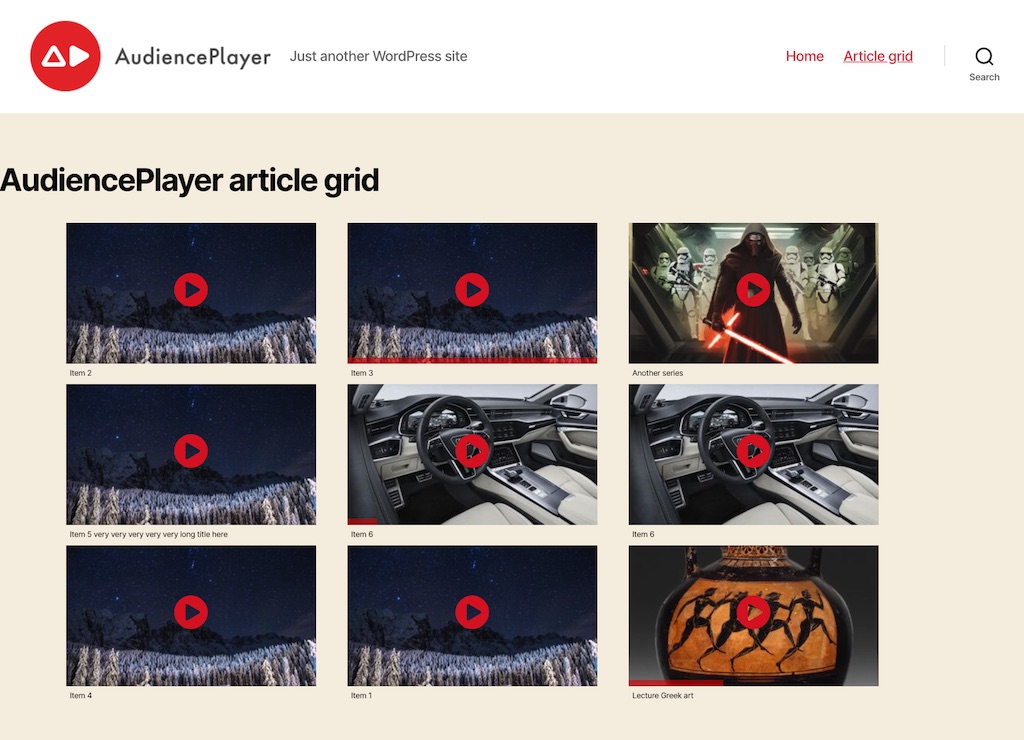 AudiencePlayer
Just another WordPress site
Home
Article grid
Search
AudiencePlayer article grid
Item 2
Item 3
Another series
Item 5 very very very very very long title here
Item 6
Item 6
Item 4
Item 1
Lecture Greek art